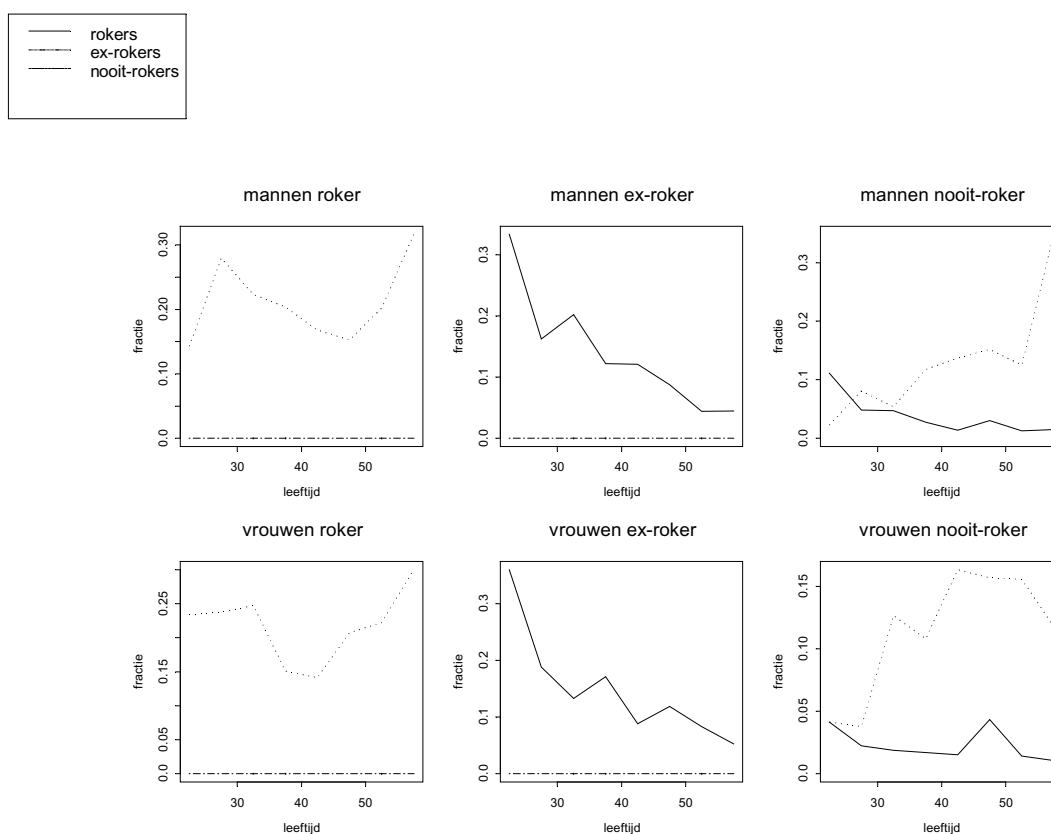 rokers
ex-rokers
nooit-rokers
mannen roker
mannen ex-roker
mannen nooit-roker
fractie
0.0
0.10
0.20
0.30
30
40
50
leeftijd
fractie
0.0
0.1
0.2
0.3
30
40
50
leeftijd
fractie
0.0
0.1
0.2
0.3
30
40
50
leeftijd
vrouwen roker
vrouwen ex-roker
vrouwen nooit-roker
fractie
0.0
0.05
0.15
0.25
30
40
50
leeftijd
fractie
0.0
0.1
0.2
0.3
30
40
50
leeftijd
fractie
0.0
0.05
0.10
0.15
30
40
50
leeftijd